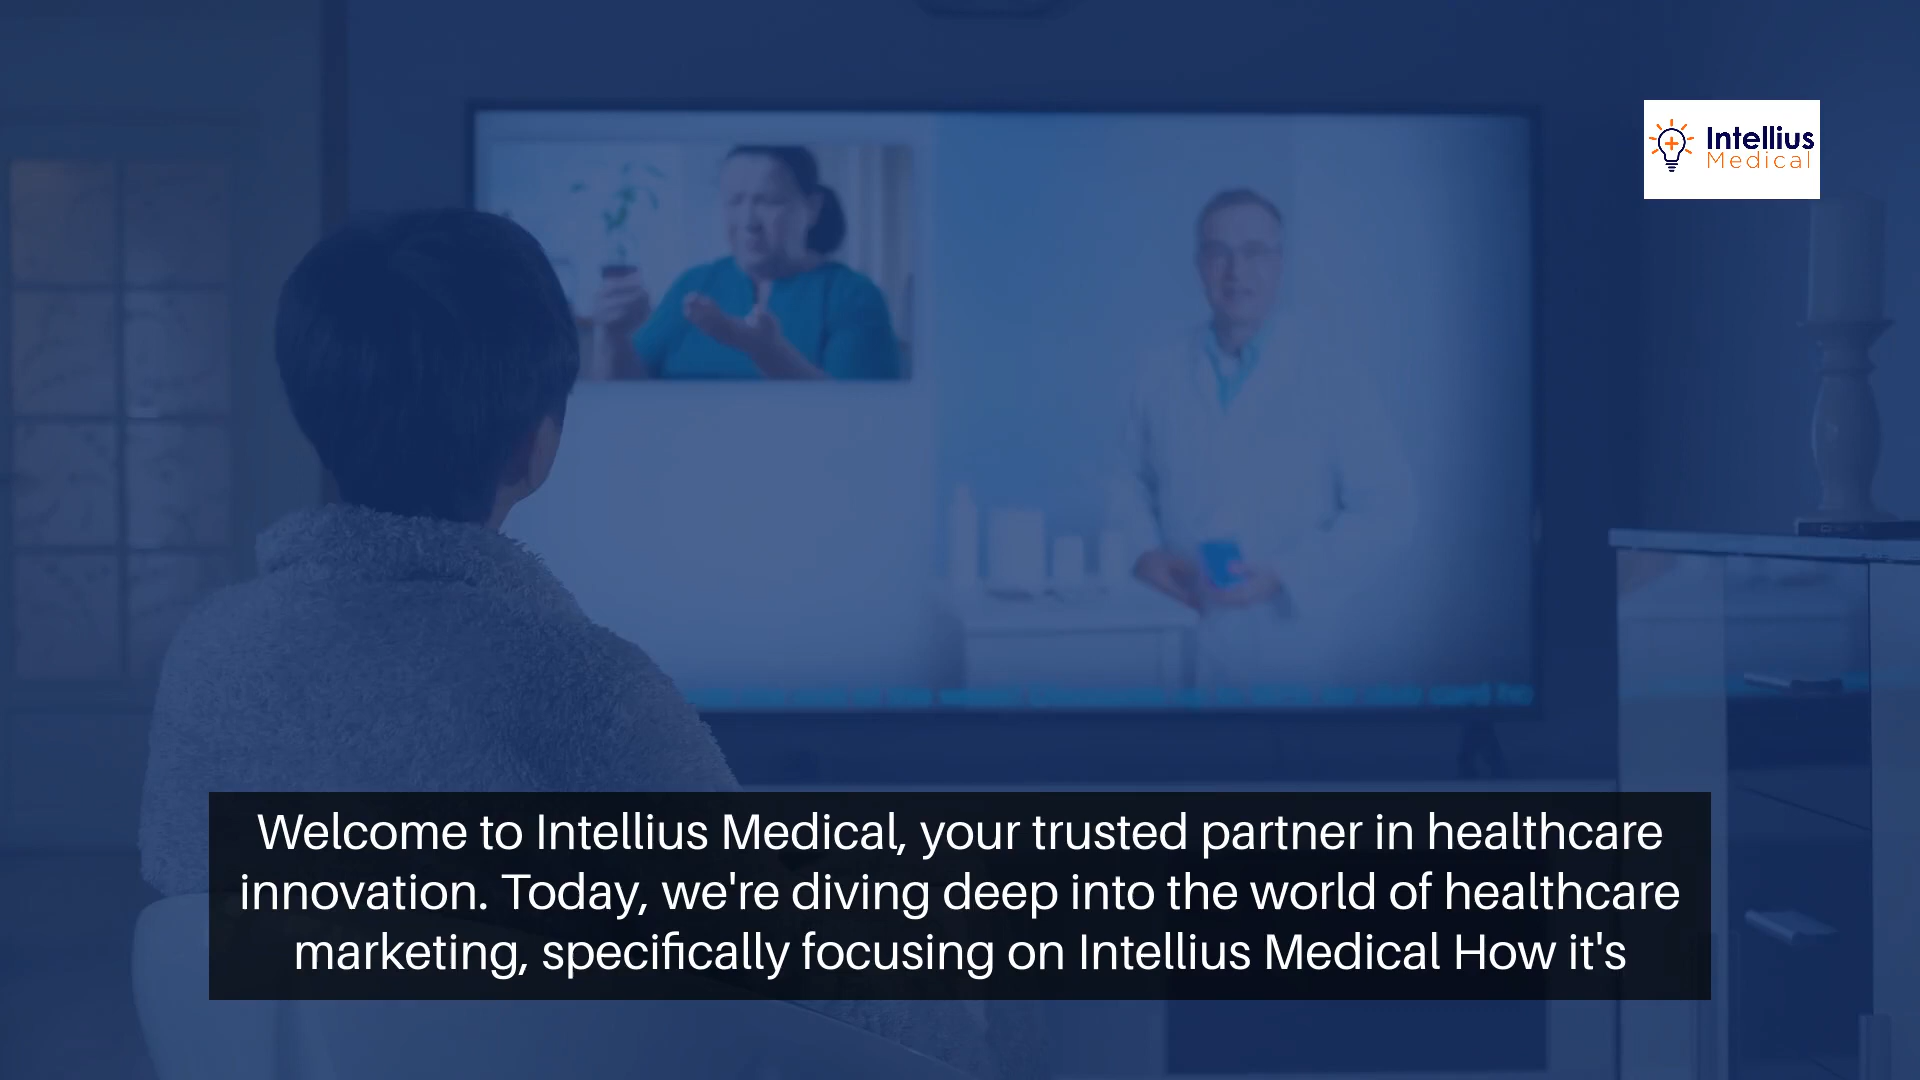 Intellius
Medical
Welcome to Intellius Medical, your trusted partner in healthcare
innovation. Today, we're diving deep into the world of healthcare
marketing, specifically focusing on Intellius Medical How it's